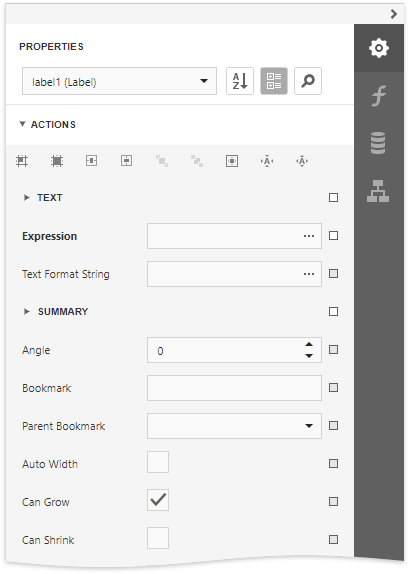 PROPERTIES
label1 (Label)
A
Z
ACTIONS
A
A
TEXT
Expression
...
Text Format String
...
SUMMARY
Angle
0
Bookmark
Parent Bookmark
Auto Width
Can Grow
Can Shrink